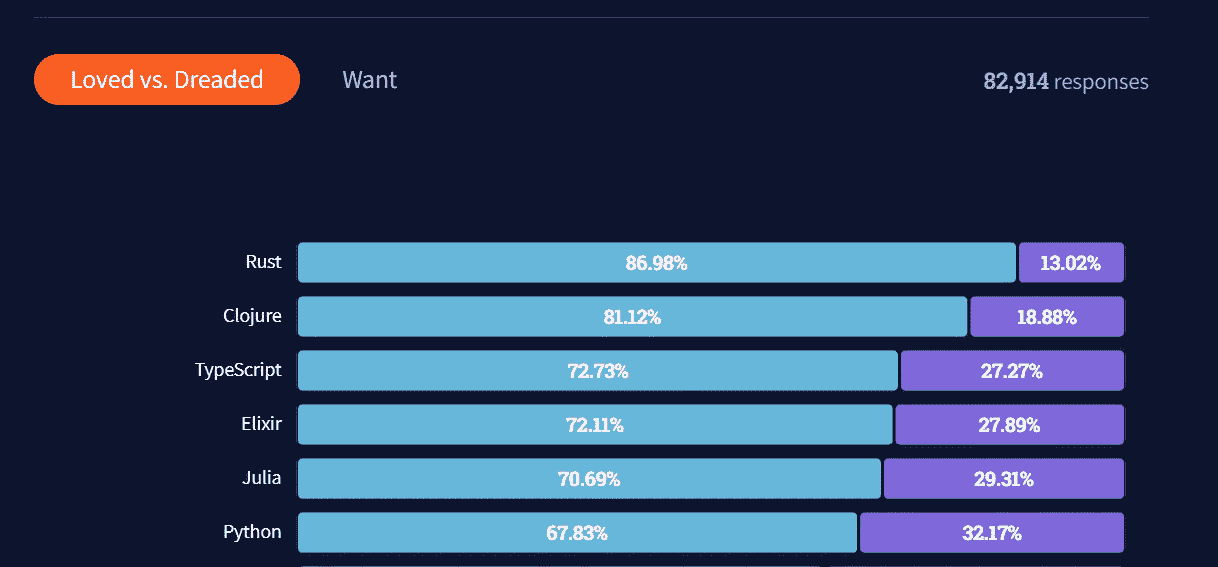 Loved vs. Dreaded Want 82,914 responses
Rust 86.98% 13.02%
Clojure 81.12% 18.88%
TypeScript 72.73% 27.27%
Elixir 72.11% 27.89%
Julia 70.69% 29.31%
Python 67.83% 32.17%